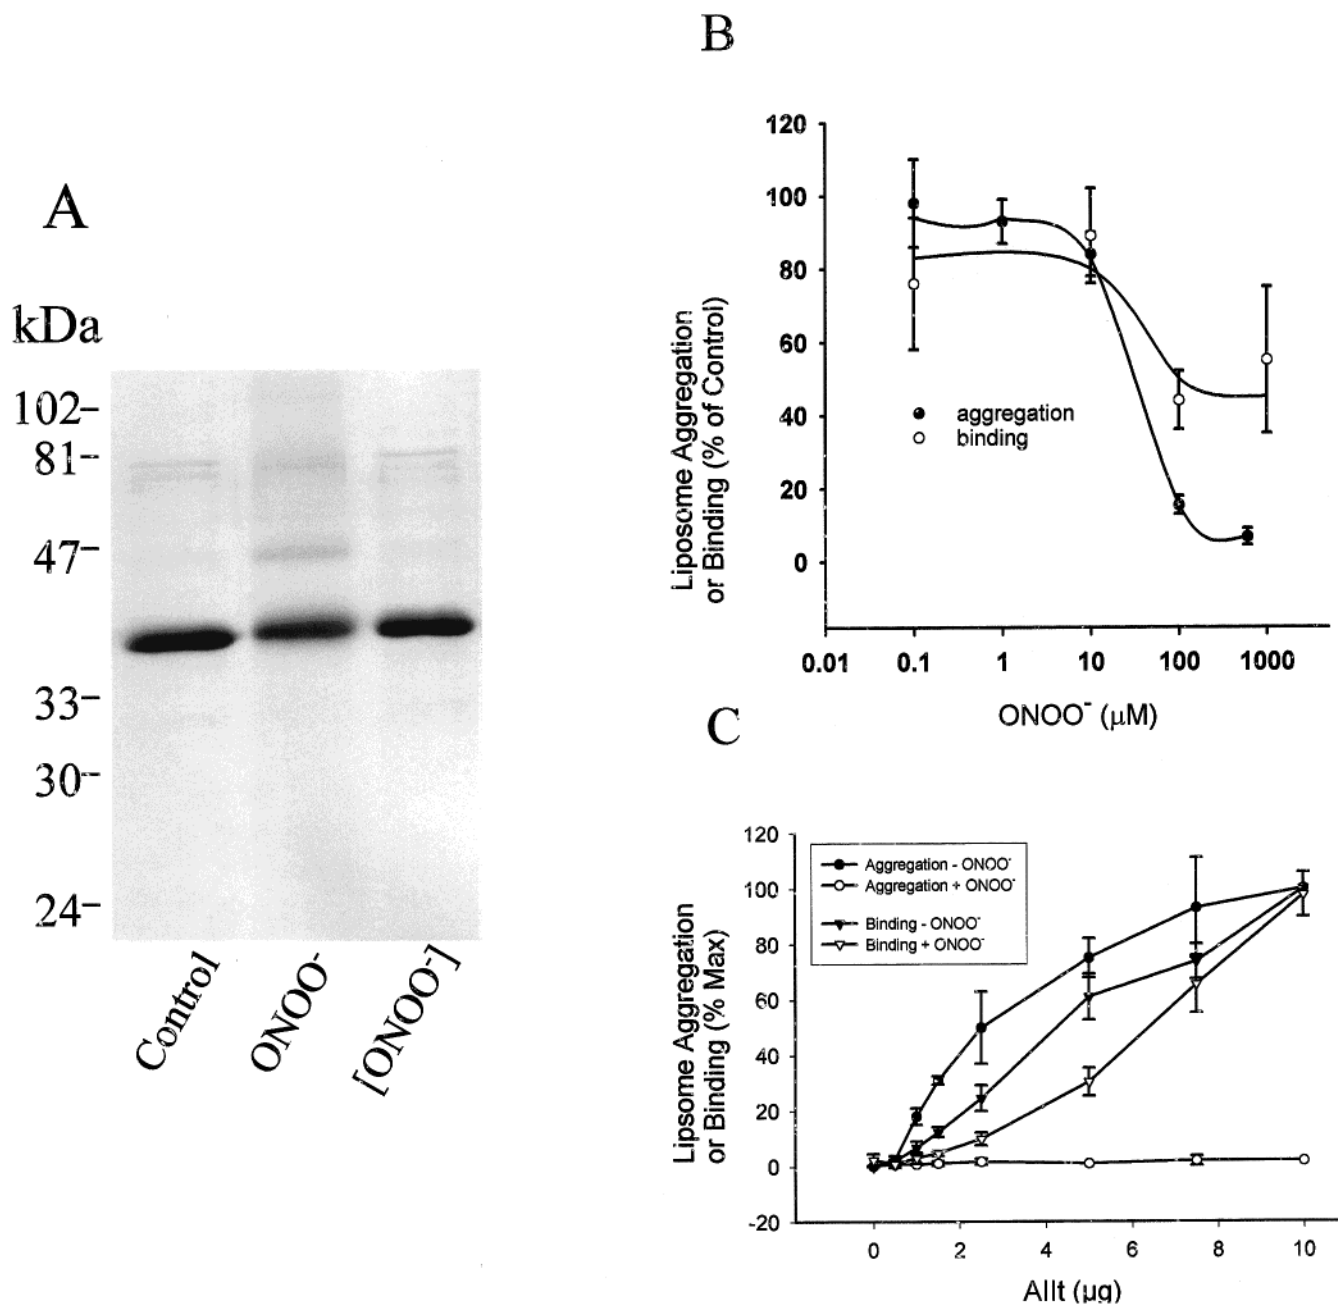 A
kDa
102
81
47
33
30
24
Control
ONOO⁻
[ONOO⁻]
B
Liposome Aggregation
or Binding (% of Control)
120
100
80
60
40
20
0
aggregation
binding
0.01 0.1 1 10 100 1000
ONOO⁻ (μM)
C
Lipsome Aggregation
or Binding (% Max)
120
100
80
60
40
20
0
-20
Aggregation - ONOO⁻
Aggregation + ONOO⁻
Binding - ONOO⁻
Binding + ONOO⁻
0 2 4 6 8 10
AIIt (μg)